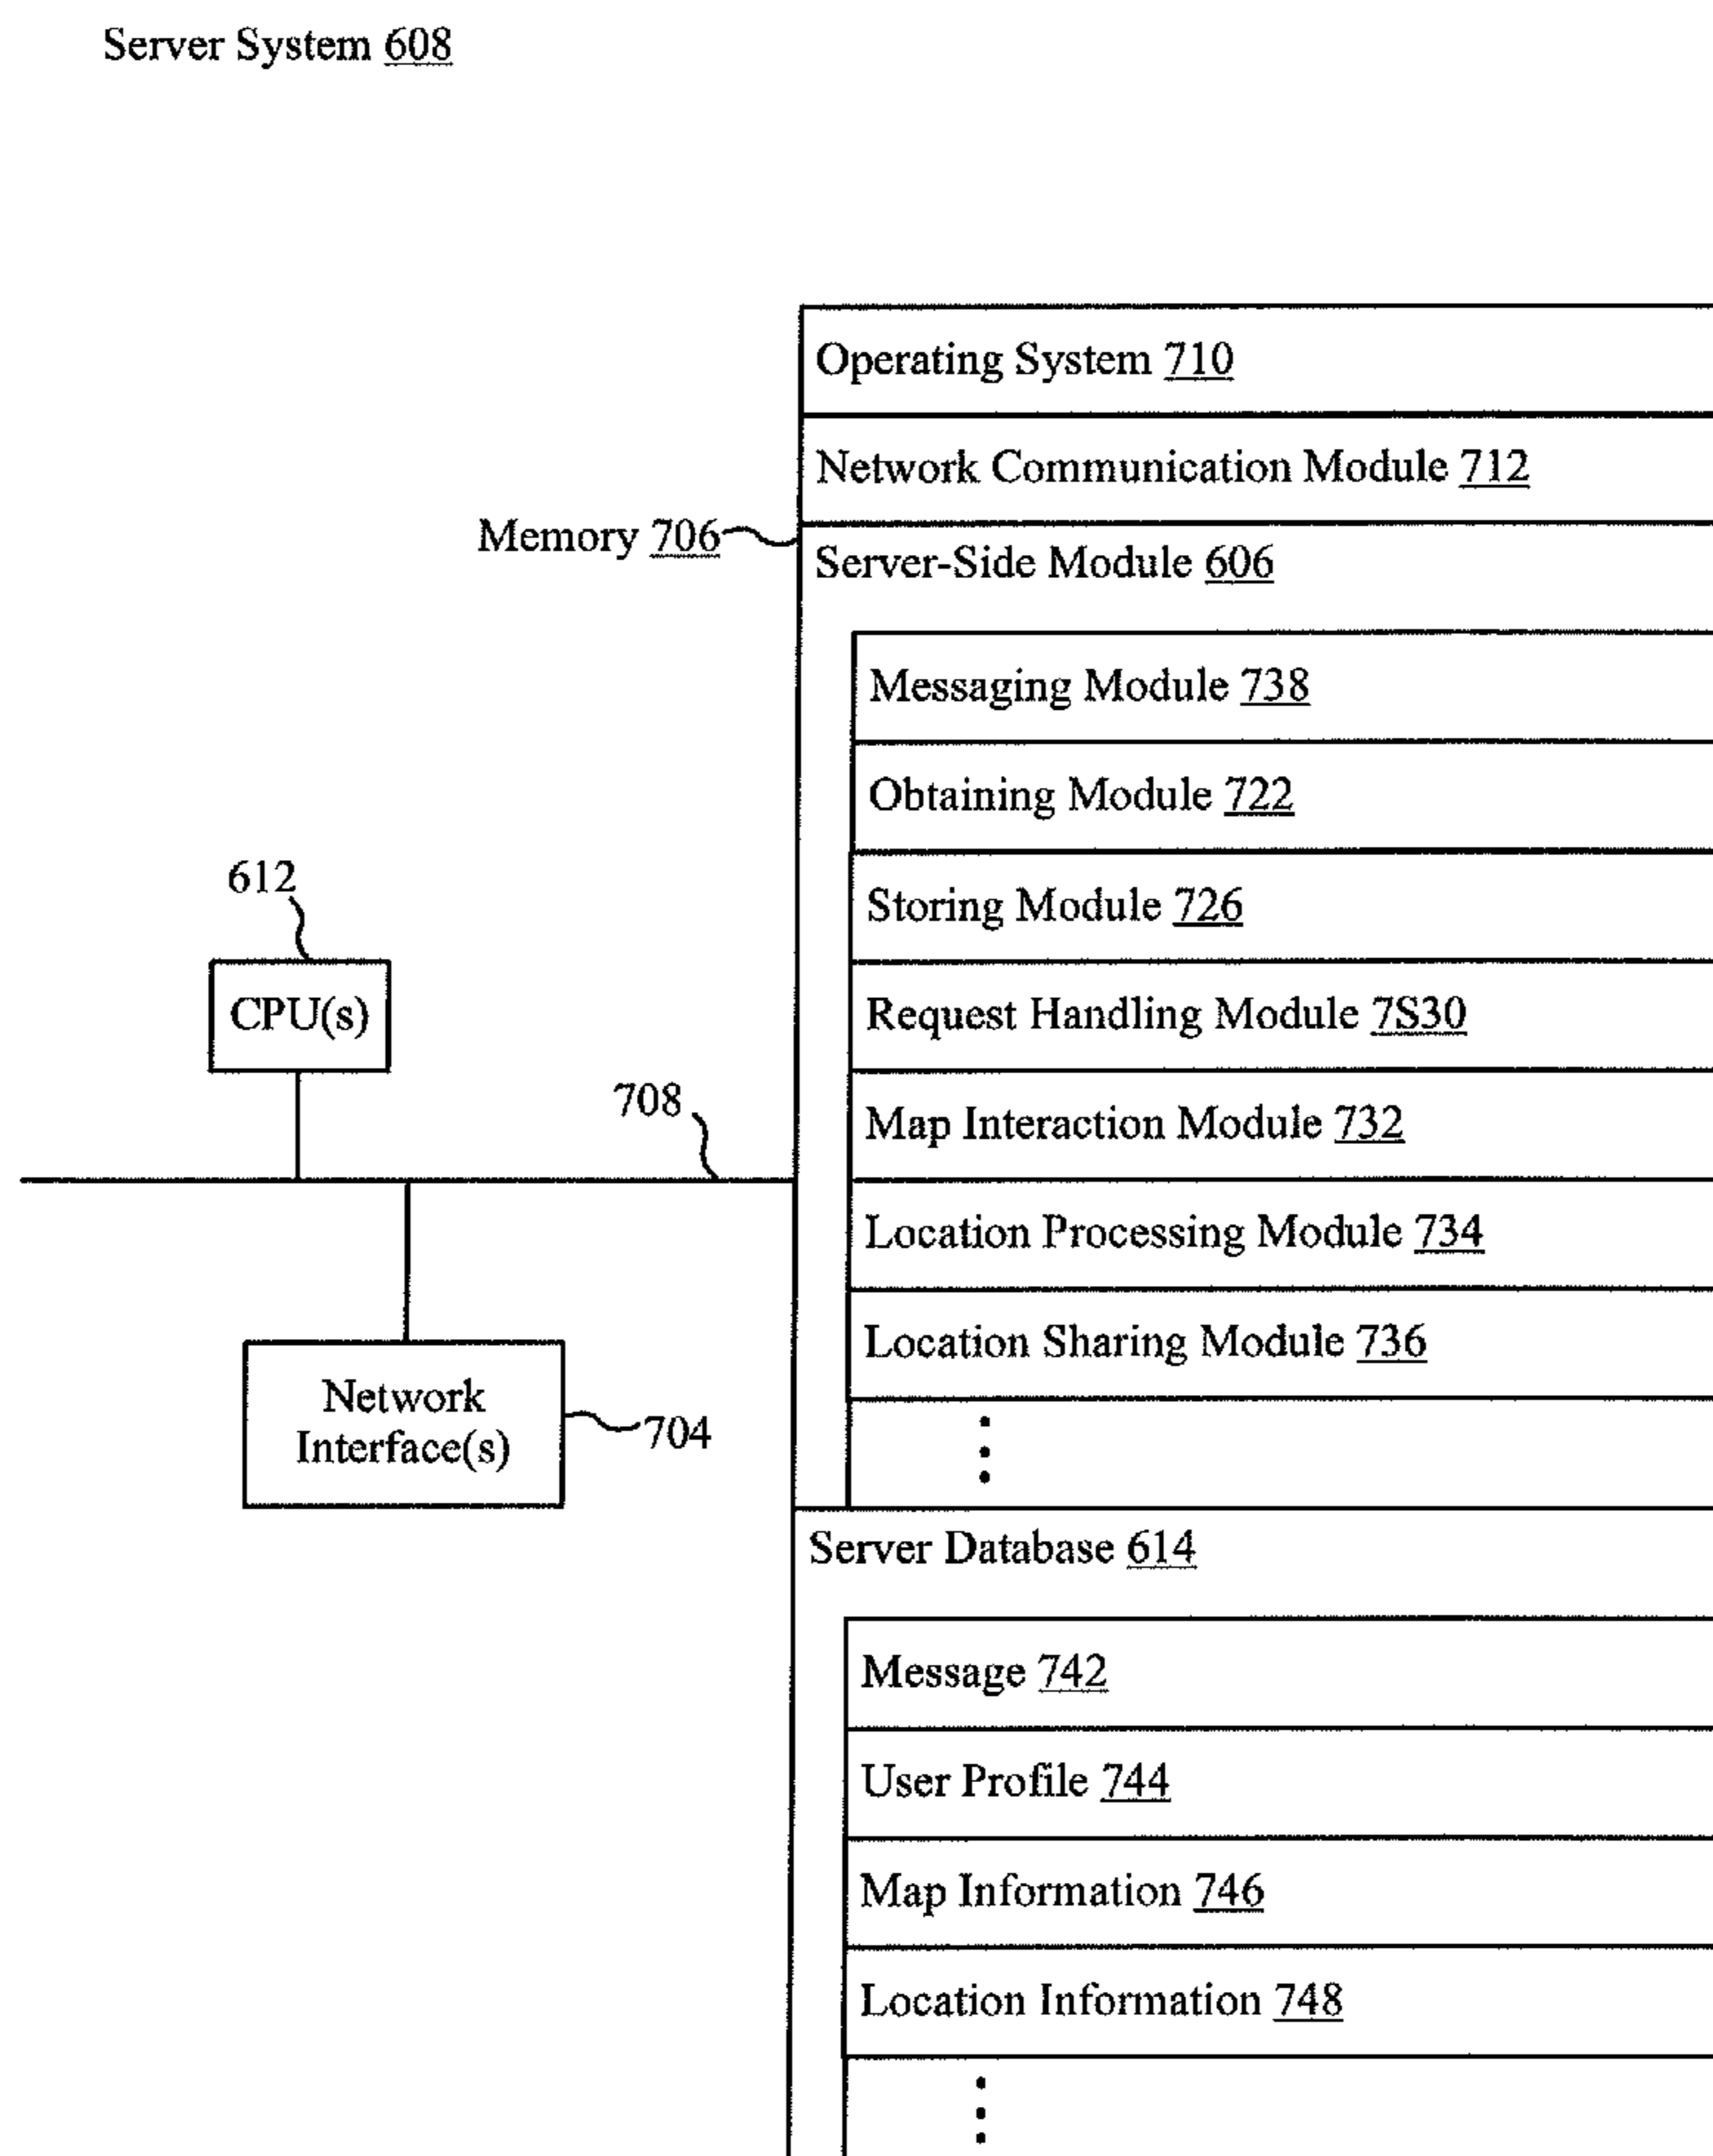 Server System 608
Operating System 710
Network Communication Module 712
Memory 706
Server-Side Module 606
Messaging Module 738
Obtaining Module 722
612
Storing Module 726
CPU(s)
Request Handling Module 7S30
708
Map Interaction Module 732
Location Processing Module 734
Location Sharing Module 736
Network
Interface(s)
704
Server Database 614
Message 742
User Profile 744
Map Information 746
Location Information 748